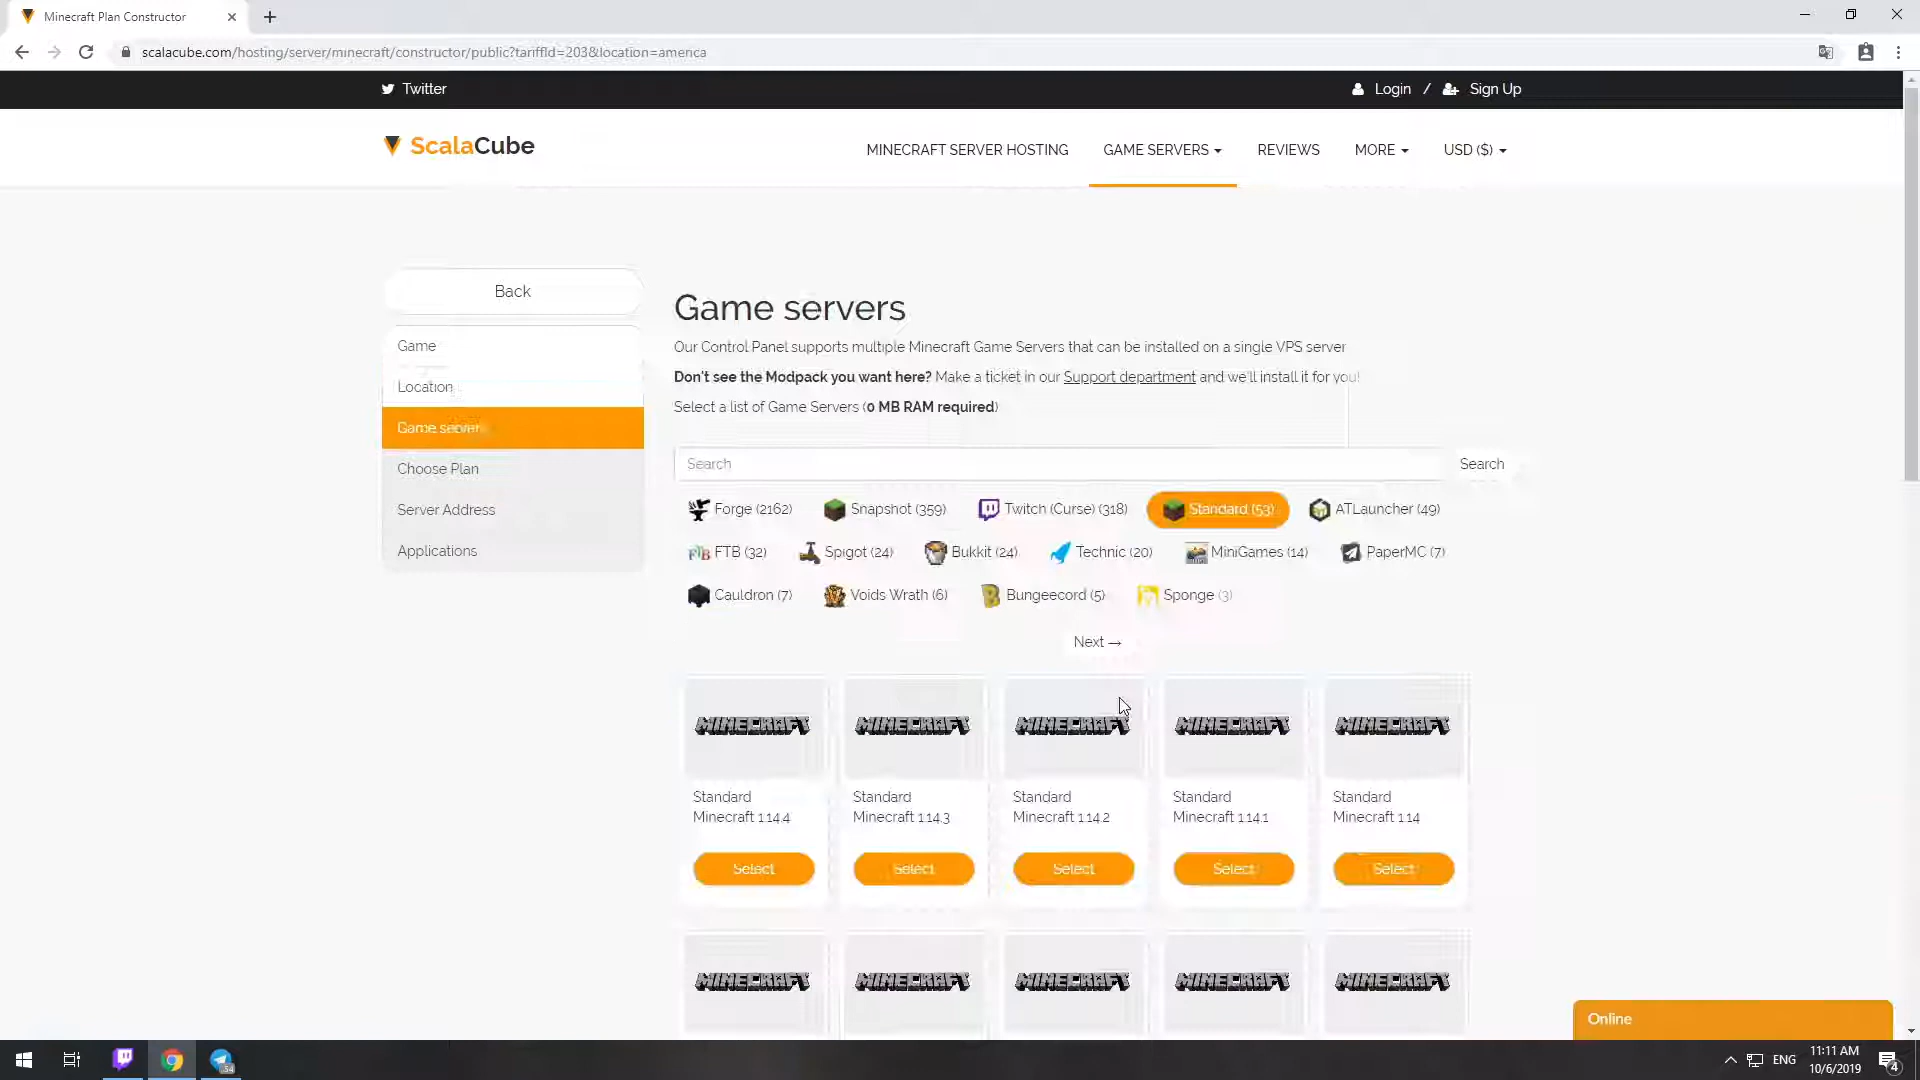 Minecraft Plan Constructor
scalacube.com/hosting/server/minecraft/constructor/public?tariffId=203&location=america
Twitter
Login / Sign Up
ScalaCube
MINECRAFT SERVER HOSTING GAME SERVERS REVIEWS MORE USD ($)
Back
Game
Location
Game servers
Choose Plan
Server Address
Applications
Game servers
Our Control Panel supports multiple Minecraft Game Servers that can be installed on a single VPS server
Don't see the Modpack you want here? Make a ticket in our Support department and we'll install it for you!
Select a list of Game Servers (0 MB RAM required)
Search Search
Forge (2162) Snapshot (359) Twitch (Curse) (318) Standard (53) ATLauncher (49)
FTB (32) Spigot (24) Bukkit (24) Technic (20) MiniGames (14) PaperMC (7)
Cauldron (7) Voids Wrath (6) Bungeecord (5) Sponge (3)
Next →
MINECRAFT MINECRAFT MINECRAFT MINECRAFT MINECRAFT
Standard Standard Standard Standard Standard
Minecraft 1.14.4 Minecraft 1.14.3 Minecraft 1.14.2 Minecraft 1.14.1 Minecraft 1.14
Select Select Select Select Select
MINECRAFT MINECRAFT MINECRAFT MINECRAFT MINECRAFT
Online
54
ENG
11:11 AM
10/6/2019
4